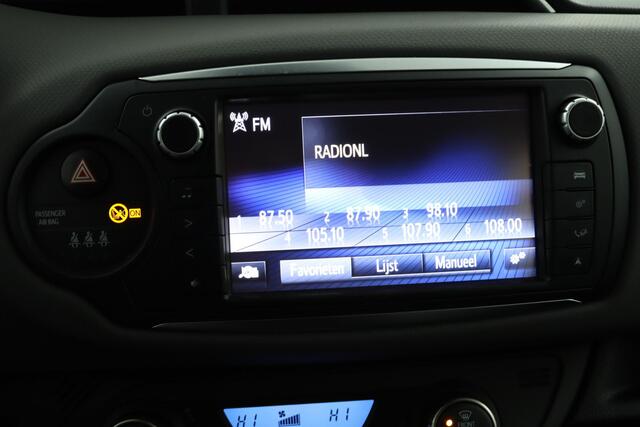 FM
RADIONL
1 87.50 2 87.90 3 98.10
4 105.10 5 107.90 6 108.00
Favorieten Lijst Manueel
PASSENGER
AIR BAG
ON
HI HI
FRONT